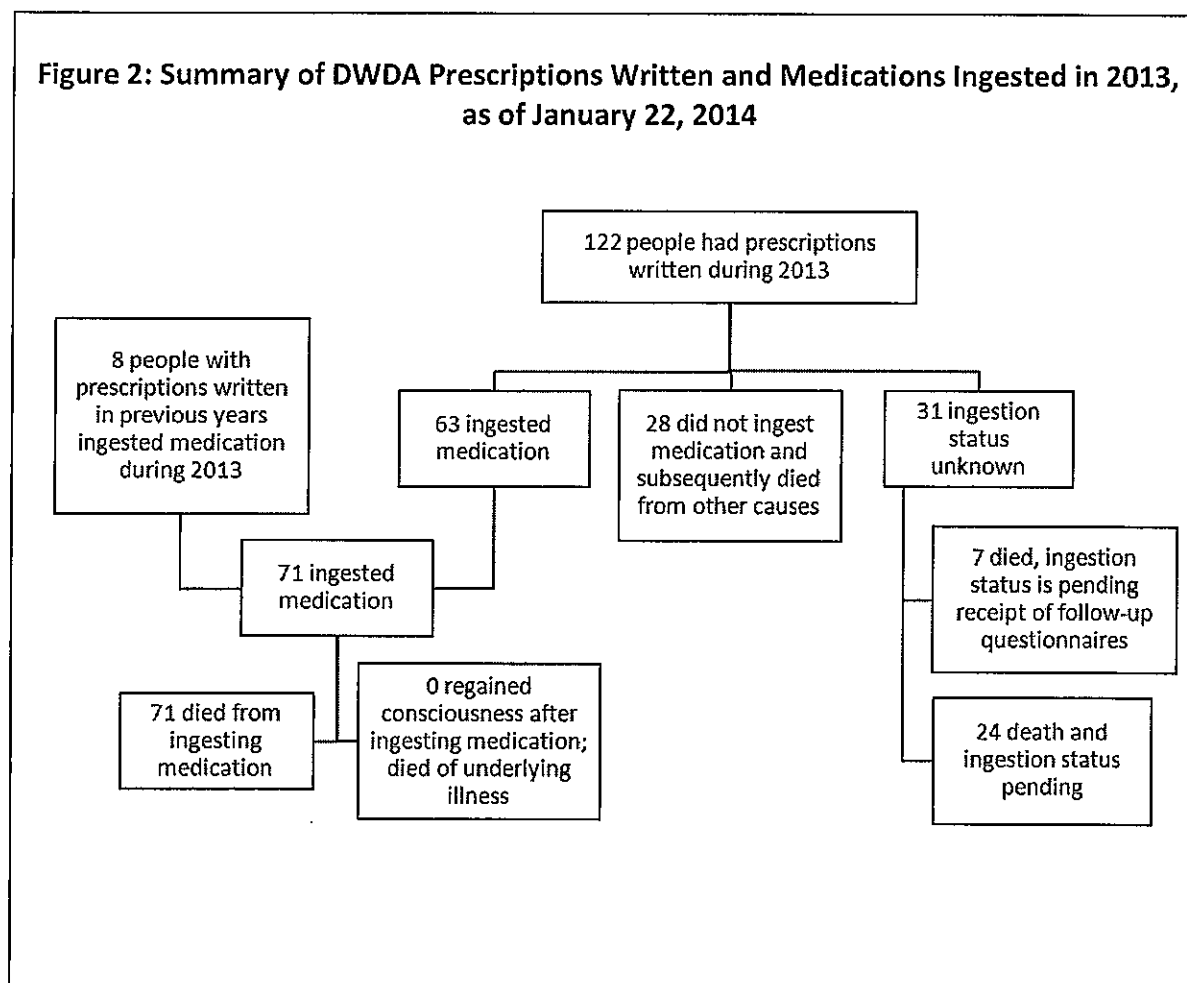 Figure 2: Summary of DWDA Prescriptions Written and Medications Ingested in 2013,
as of January 22, 2014
122 people had prescriptions
written during 2013
8 people with
prescriptions written
in previous years
ingested medication
during 2013
63 ingested
medication
28 did not ingest
medication and
subsequently died
from other causes
31 ingestion
status
unknown
71 ingested
medication
7 died, ingestion
status is pending
receipt of follow-up
questionnaires
71 died from
ingesting
medication
0 regained
consciousness after
ingesting medication;
died of underlying
illness
24 death and
ingestion status
pending